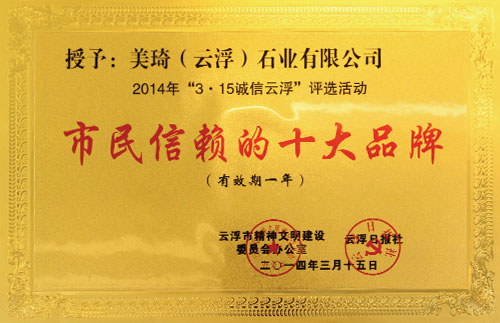 授予：美琦（云浮）石业有限公司
2014年“3·15诚信云浮”评选活动
市民信赖的十大品牌
（有效期一年）
云浮市精神文明建设
委员会办公室
云浮日报社
二〇一四年三月十五日